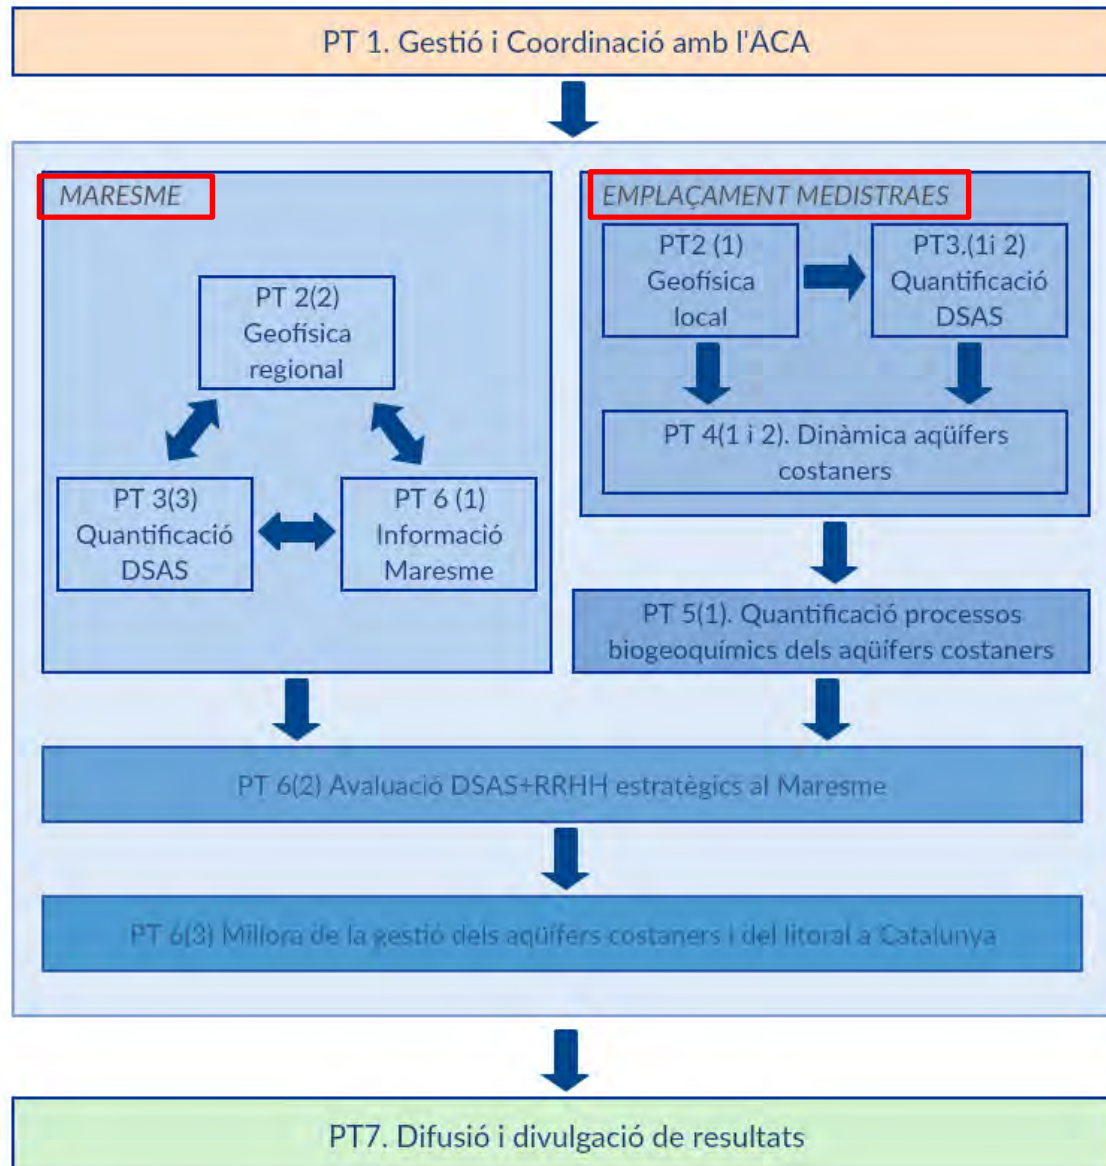 PT 1. Gestió i Coordinació amb l'ACA
MARESME
PT 2(2)
Geofísica
regional
PT 3(3)
Quantificació
DSAS
PT 6 (1)
Informació
Maresme
EMPLAÇAMENT MEDISTRAES
PT2 (1)
Geofísica
local
PT3.(1i 2)
Quantificació
DSAS
PT 4(1 i 2). Dinàmica aqüífers
costaners
PT 5(1). Quantificació processos
biogeoquímics dels aqüífers costaners
PT 6(2) Avaluació DSAS+RRHH estratègics al Maresme
PT 6(3) Millora de la gestió dels aqüífers costaners i del litoral a Catalunya
PT7. Difusió i divulgació de resultats